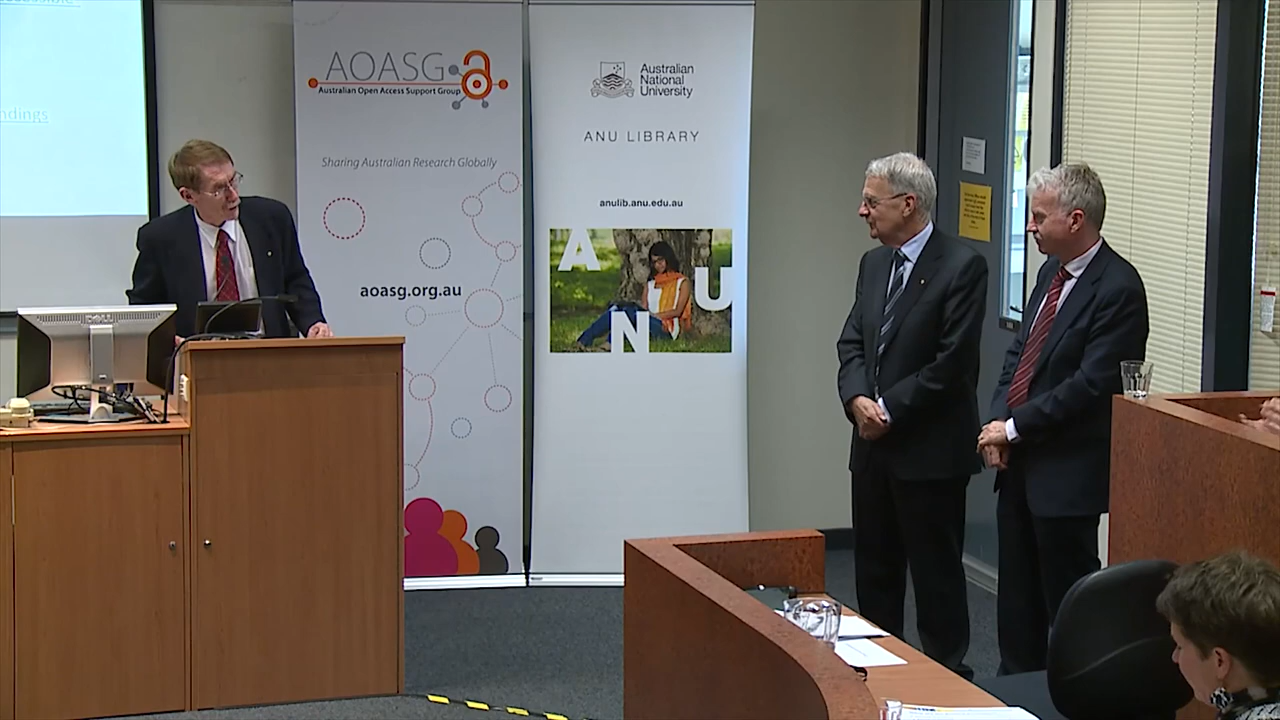 ndings
AOASG
Australian Open Access Support Group
Sharing Australian Research Globally
aoasg.org.au
Australian
National
University
ANU LIBRARY
anulib.anu.edu.au
A
N
U
DELL